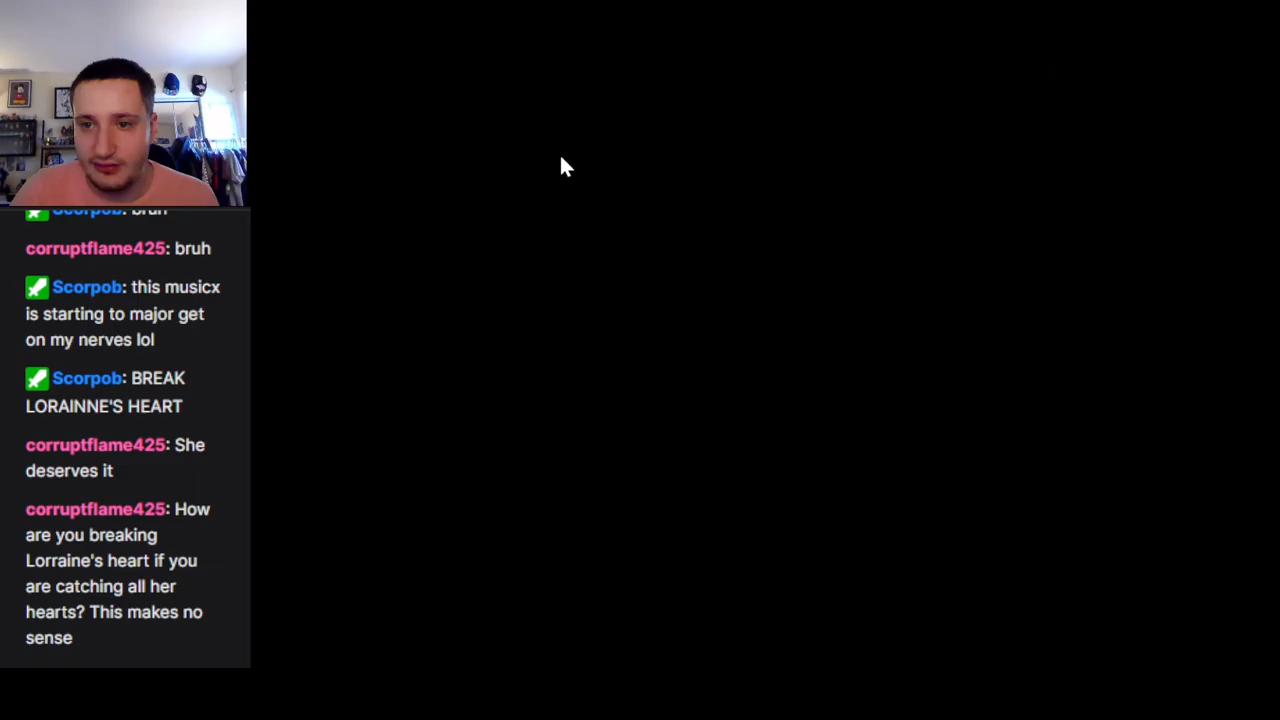 Scorpob: bruh
corruptflame425: bruh
Scorpob: this musicx
is starting to major get
on my nerves lol
Scorpob: BREAK
LORAINNE'S HEART
corruptflame425: She
deserves it
corruptflame425: How
are you breaking
Lorraine's heart if you
are catching all her
hearts? This makes no
sense